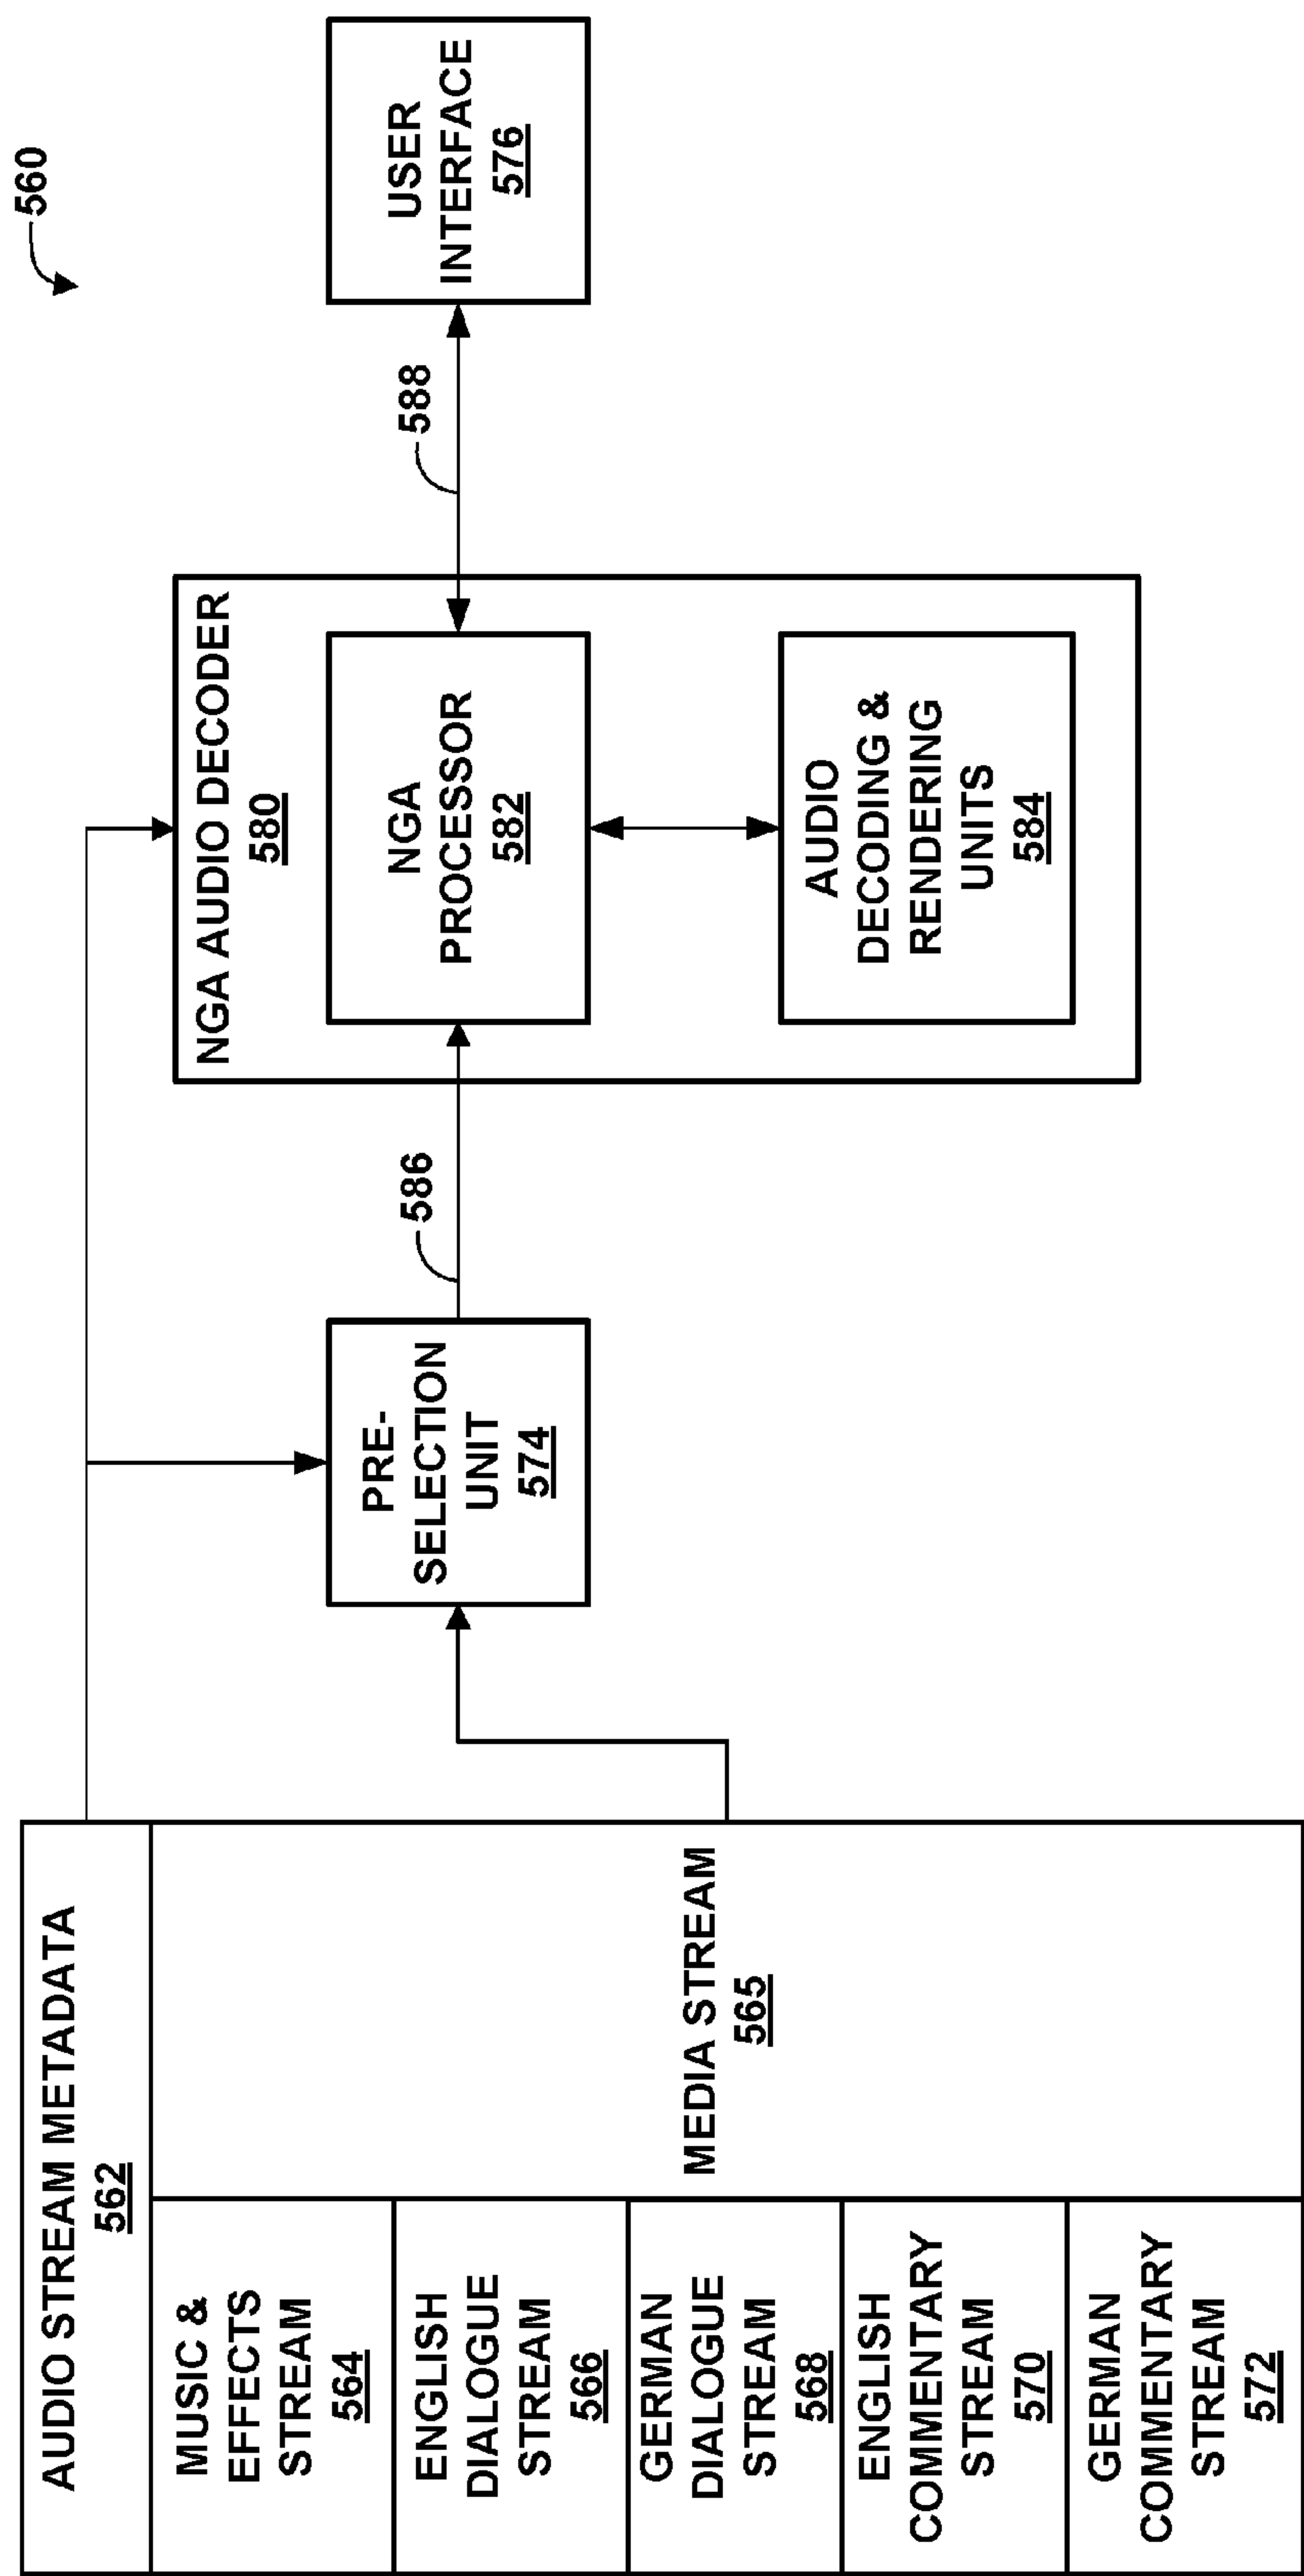 560
AUDIO STREAM METADATA
562
MUSIC &
EFFECTS
STREAM
564
ENGLISH
DIALOGUE
STREAM
566
GERMAN
DIALOGUE
STREAM
568
ENGLISH
COMMENTARY
STREAM
570
GERMAN
COMMENTARY
STREAM
572
MEDIA STREAM
565
PRE-
SELECTION
UNIT
574
586
NGA AUDIO DECODER
580
NGA
PROCESSOR
582
AUDIO
DECODING &
RENDERING
UNITS
584
588
USER
INTERFACE
576